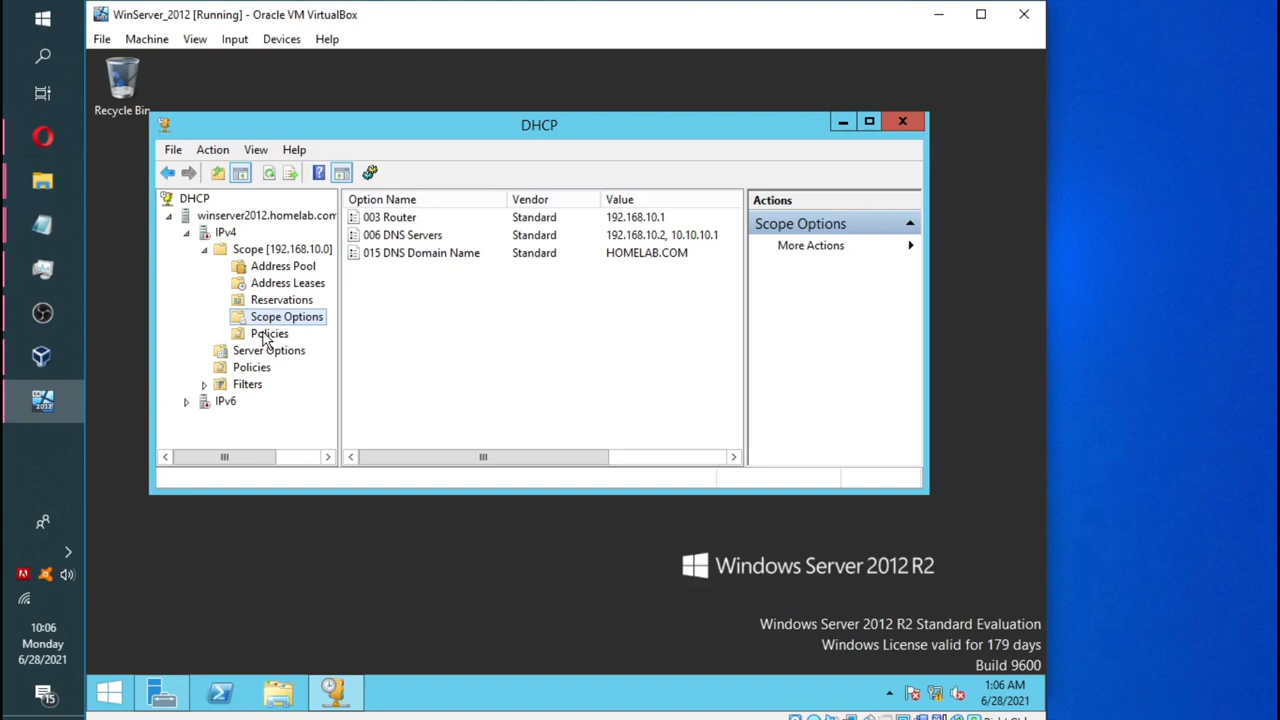 WinServer_2012 [Running] - Oracle VM VirtualBox
File Machine View Input Devices Help
Recycle Bin
DHCP
File Action View Help
DHCP
winserver2012.homelab.com
IPv4
Scope [192.168.10.0]
Address Pool
Address Leases
Reservations
Scope Options
Policies
Server Options
Policies
Filters
IPv6
Option Name Vendor Value
003 Router Standard 192.168.10.1
006 DNS Servers Standard 192.168.10.2, 10.10.10.1
015 DNS Domain Name Standard HOMELAB.COM
Actions
Scope Options
More Actions
Windows Server 2012 R2
Windows Server 2012 R2 Standard Evaluation
Windows License valid for 179 days
Build 9600
1:06 AM
6/28/2021
2012
10:06
Monday
6/28/2021
15